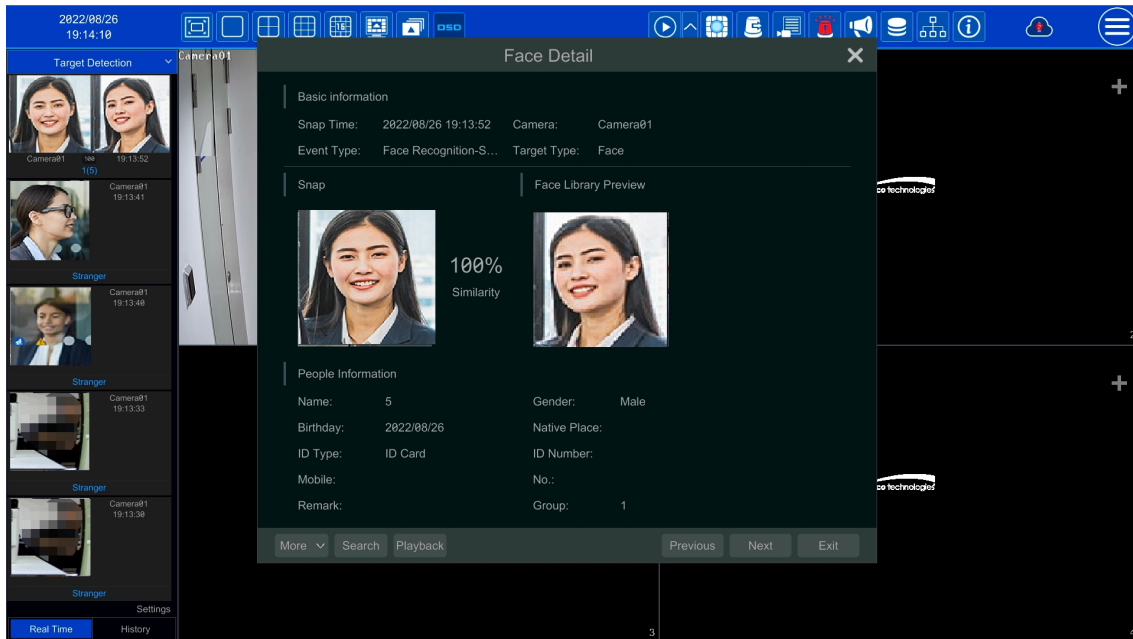 2022/08/26
19:14:10
16
OSD
Target Detection
Camera01
Camera01 100 19:13:52
1(5)
Camera01
19:13:41
Stranger
Camera01
19:13:40
Stranger
Camera01
19:13:33
Stranger
Camera01
19:13:30
Stranger
Settings
Real Time History
Face Detail
Basic information
Snap Time: 2022/08/26 19:13:52 Camera: Camera01
Event Type: Face Recognition-S... Target Type: Face
Snap Face Library Preview
100%
Similarity
People Information
Name: 5 Gender: Male
Birthday: 2022/08/26 Native Place:
ID Type: ID Card ID Number:
Mobile: No.:
Remark: Group: 1
More Search Playback Previous Next Exit
technologies
technologies
3